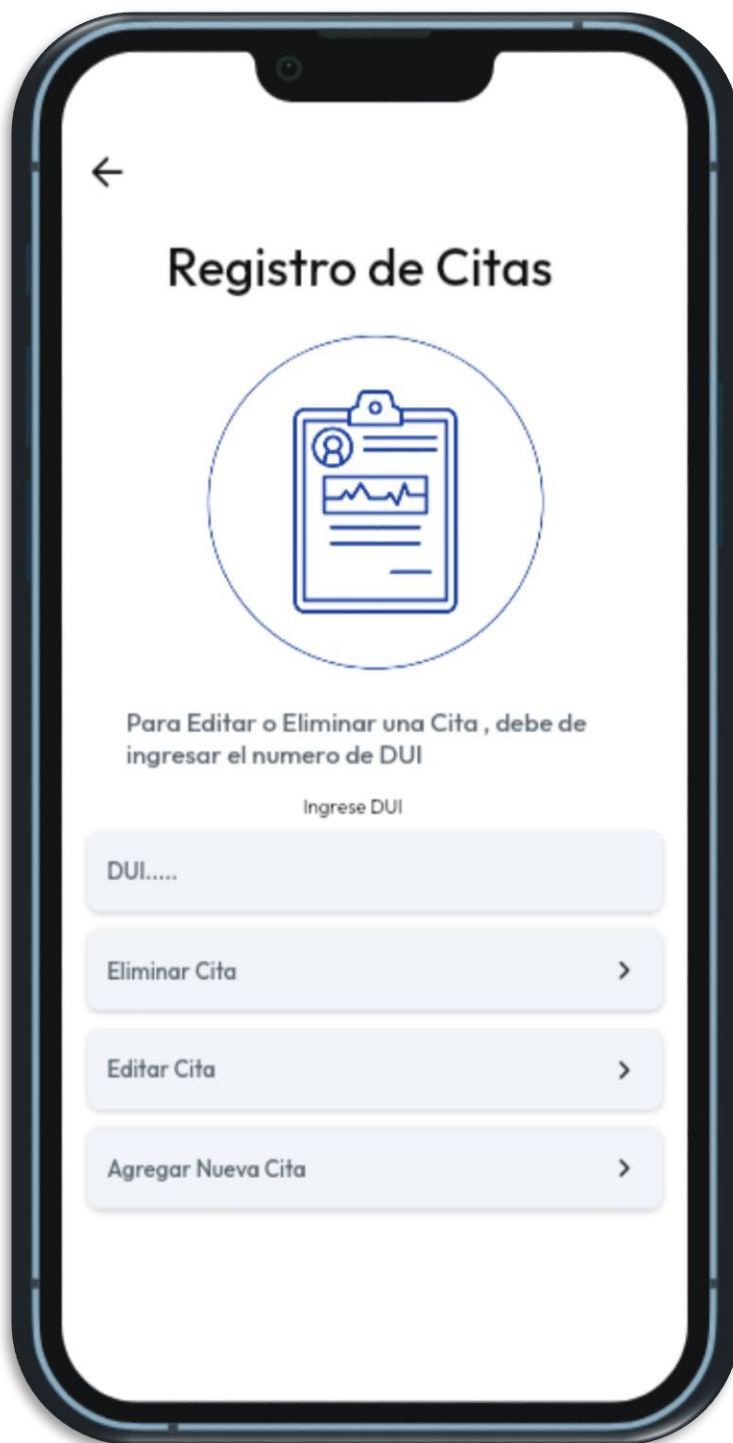 Registro de Citas
Para Editar o Eliminar una Cita , debe de
ingresar el numero de DUI
Ingrese DUI
DUI.....
Eliminar Cita
Editar Cita
Agregar Nueva Cita